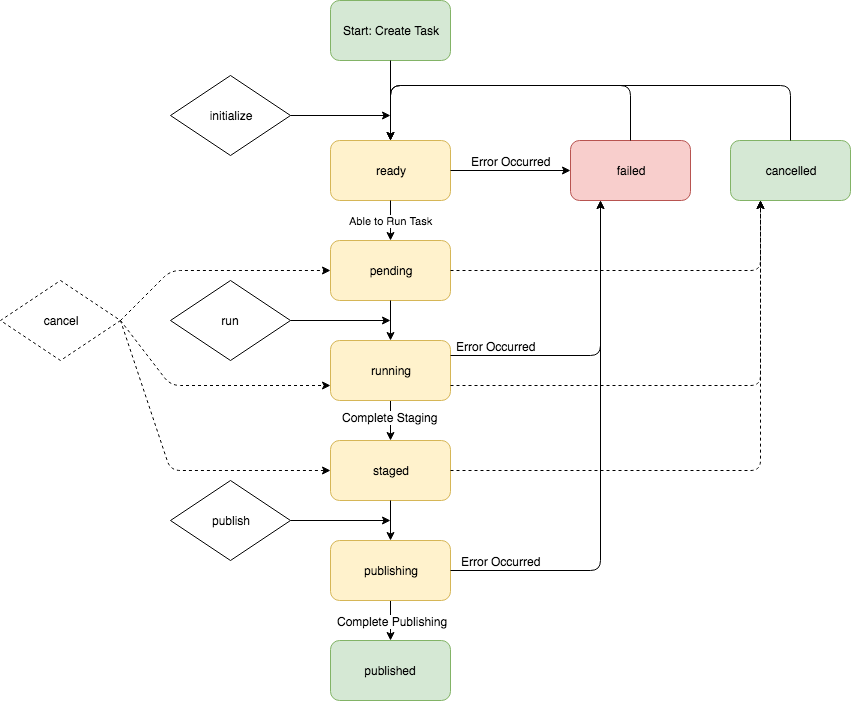 Start: Create Task
initialize
ready
Error Occurred
failed
cancelled
Able to Run Task
pending
cancel
run
Error Occurred
running
Complete Staging
staged
publish
Error Occurred
publishing
Complete Publishing
published